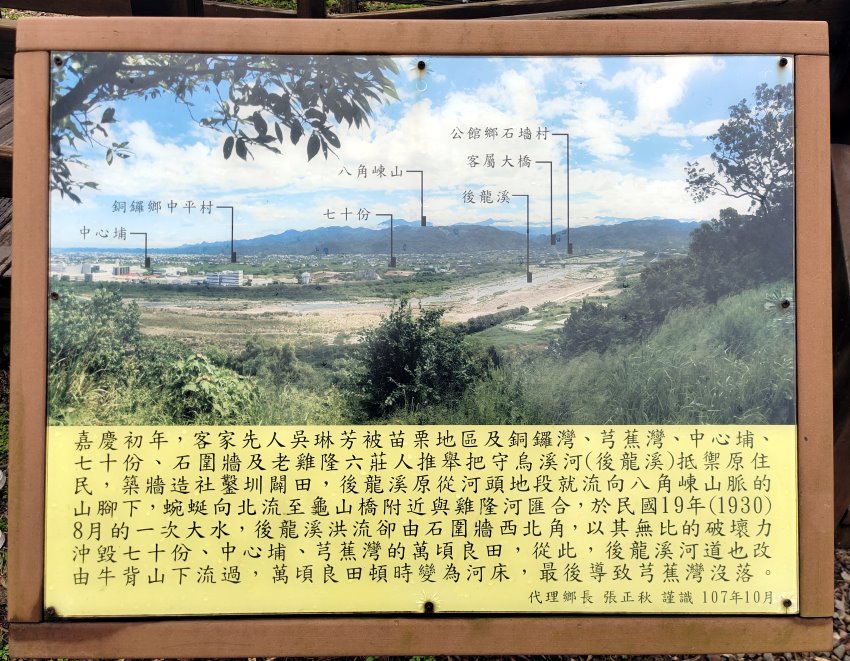 公館鄉石墻村
客屬大橋
八角崠山
後龍溪
銅鑼鄉中平村
七十份
中心埔
嘉慶初年，客家先人吳琳芳被苗栗地區及銅鑼灣、芎蕉灣、中心埔、
七十份、石圍牆及老雞隆六莊人推舉把守烏溪河(後龍溪)抵禦原住
民，築牆造社鑿圳闢田，後龍溪原從河頭地段就流向八角崠山脈的
山腳下，蜿蜒向北流至龜山橋附近與雞隆河匯合，於民國19年(1930)
8月的一次大水，後龍溪洪流卻由石圍牆西北角，以其無比的破壞力
沖毀七十份、中心埔、芎蕉灣的萬頃良田，從此，後龍溪河道也改
由牛背山下流過，萬頃良田頓時變為河床，最後導致芎蕉灣沒落。
代理鄉長 張正秋 謹識 107年10月